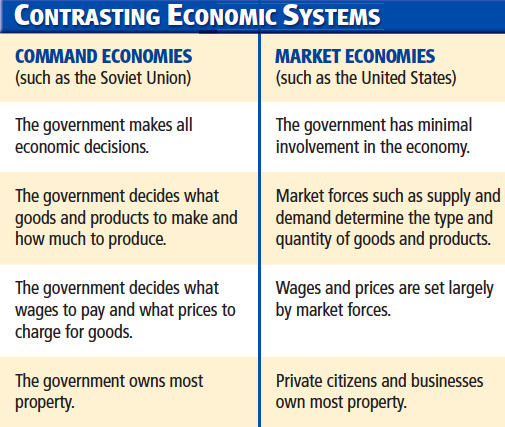 CONTRASTING ECONOMIC SYSTEMS
COMMAND ECONOMIES
(such as the Soviet Union)
MARKET ECONOMIES
(such as the United States)
The government makes all
economic decisions.
The government has minimal
involvement in the economy.
The government decides what
goods and products to make and
how much to produce.
Market forces such as supply and
demand determine the type and
quantity of goods and products.
The government decides what
wages to pay and what prices to
charge for goods.
Wages and prices are set largely
by market forces.
The government owns most
property.
Private citizens and businesses
own most property.